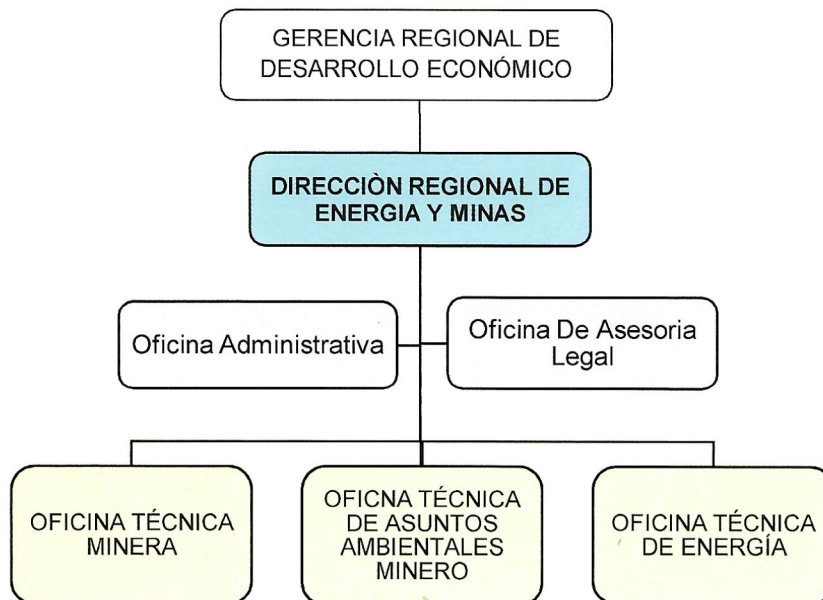 GERENCIA REGIONAL DE
DESARROLLO ECONÓMICO
DIRECCIÒN REGIONAL DE
ENERGIA Y MINAS
Oficina Administrativa
Oficina De Asesoria
Legal
OFICINA TÉCNICA
MINERA
OFICNA TÉCNICA
DE ASUNTOS
AMBIENTALES
MINERO
OFICINA TÉCNICA
DE ENERGÍA